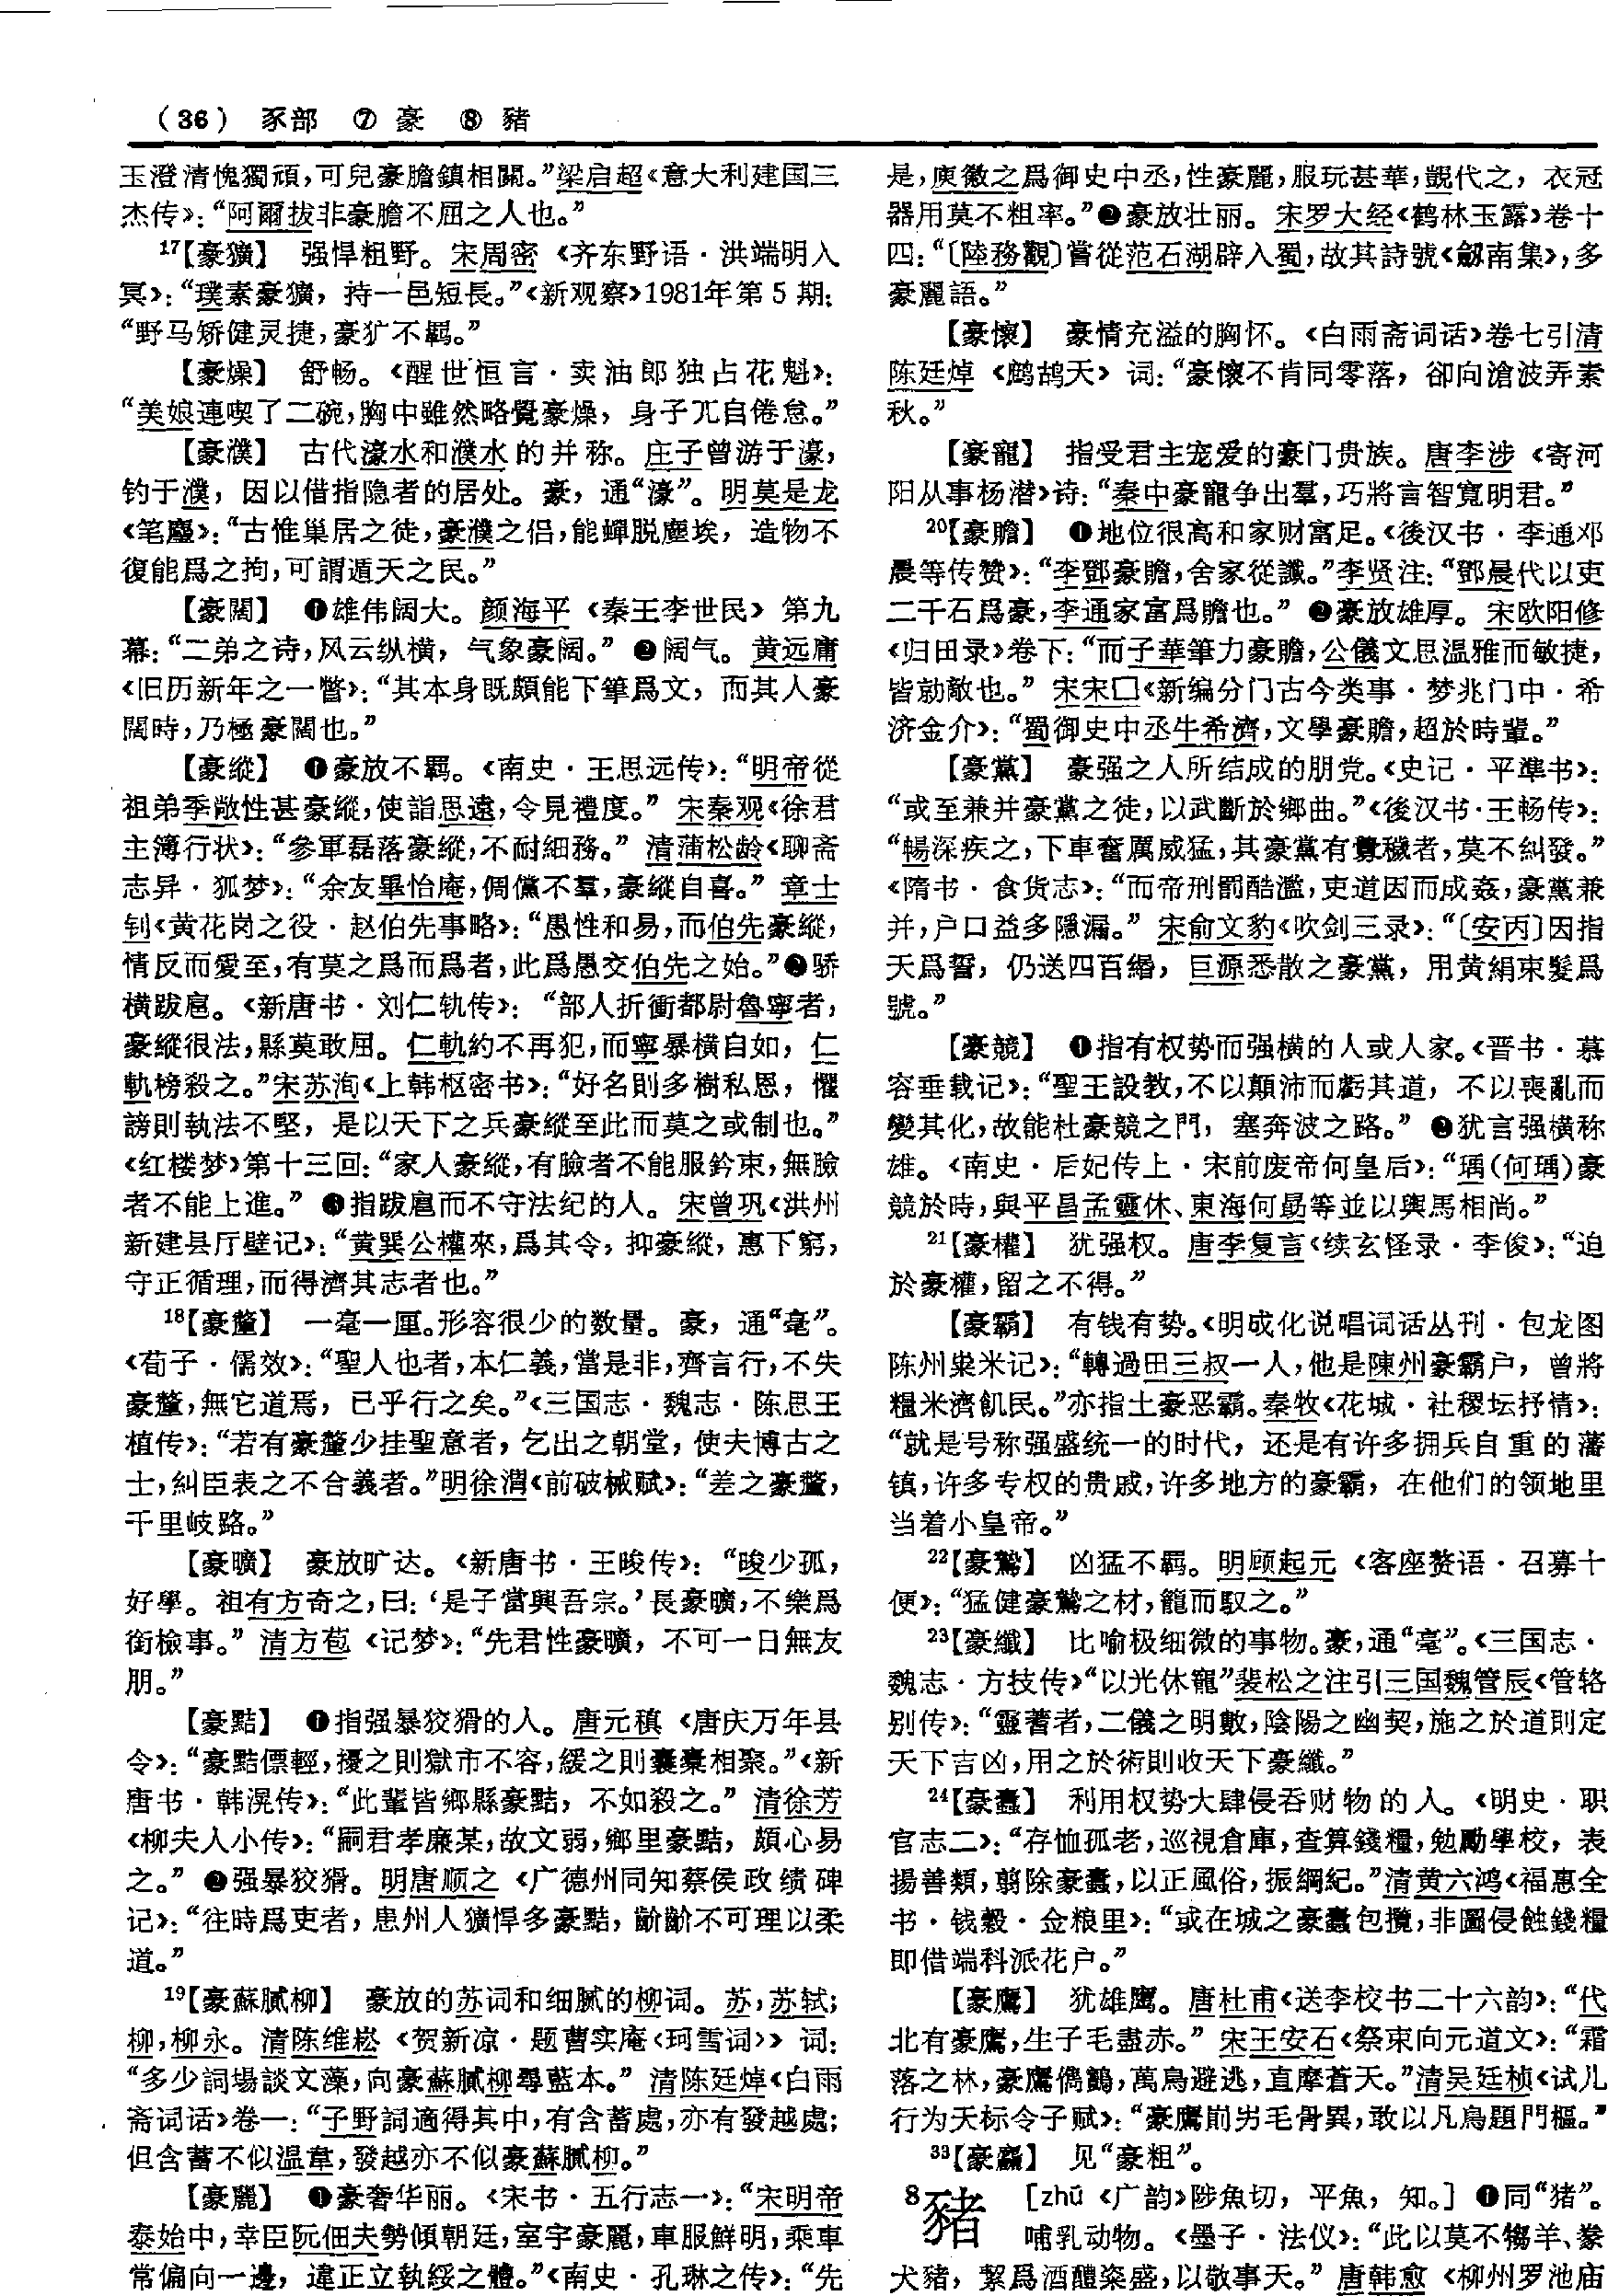 （36） 豕部 ⑦ 豪 ⑧ 豬
玉澄清愧獨頑，可兒豪膽鎮相關。”梁启超《意大利建国三
杰传》：“阿爾拔非豪膽不屈之人也。”
17【豪獷】 强悍粗野。宋周密《齐东野语·洪端明入
冥》：“璞素豪獷，持一邑短長。”《新观察》1981年第5期：
“野马矫健灵捷，豪犷不羁。”
【豪燥】 舒畅。《醒世恒言·卖油郎独占花魁》：
“美娘連喫了二碗，胸中雖然略覺豪燥，身子兀自倦怠。”
【豪濮】 古代濠水和濮水的并称。庄子曾游于濠，
钓于濮，因以借指隐者的居处。豪，通“濠”。明莫是龙
《笔麈》：“古惟巢居之徒，豪濮之侣，能蟬脱塵埃，造物不
復能爲之拘，可謂遁天之民。”
【豪闊】 ❶雄伟阔大。颜海平《秦王李世民》第九
幕：“二弟之诗，风云纵横，气象豪阔。”❷阔气。黄远庸
《旧历新年之一瞥》：“其本身既頗能下筆爲文，而其人豪
闊時，乃極豪闊也。”
【豪縱】 ❶豪放不羁。《南史·王思远传》：“明帝從
祖弟季敞性甚豪縱，使詣思遠，令見禮度。”宋秦观《徐君
主簿行状》：“參軍磊落豪縱，不耐細務。”清蒲松龄《聊斋
志异·狐梦》：“余友畢怡庵，倜儻不羣，豪縱自喜。”章士
钊《黄花岗之役·赵伯先事略》：“愚性和易，而伯先豪縱，
情反而愛至，有莫之爲而爲者，此爲愚交伯先之始。”❷骄
横跋扈。《新唐书·刘仁轨传》：“部人折衝都尉魯寧者，
豪縱很法，縣莫敢屈。仁軌約不再犯，而寧暴横自如，仁
軌榜殺之。”宋苏洵《上韩枢密书》：“好名則多樹私恩，懼
謗則執法不堅，是以天下之兵豪縱至此而莫之或制也。”
《红楼梦》第十三回：“家人豪縱，有臉者不能服鈐束，無臉
者不能上進。”❸指跋扈而不守法纪的人。宋曾巩《洪州
新建县厅壁记》：“黄巽公權來，爲其令，抑豪縱，惠下窮，
守正循理，而得濟其志者也。”
18【豪釐】 一毫一厘。形容很少的数量。豪，通“毫”。
《荀子·儒效》：“聖人也者，本仁義，當是非，齊言行，不失
豪釐，無它道焉，已乎行之矣。”《三国志·魏志·陈思王
植传》：“若有豪釐少挂聖意者，乞出之朝堂，使夫博古之
士，糾臣表之不合義者。”明徐渭《前破械赋》：“差之豪釐，
千里岐路。”
【豪曠】 豪放旷达。《新唐书·王晙传》：“晙少孤，
好學。祖有方奇之，曰：‘是子當興吾宗。’長豪曠，不樂爲
銜檢事。”清方苞《记梦》：“先君性豪曠，不可一日無友
朋。”
【豪黠】 ❶指强暴狡猾的人。唐元稹《唐庆万年县
令》：“豪黠僄輕，擾之則獄市不容，緩之則囊橐相聚。”《新
唐书·韩滉传》：“此輩皆鄉縣豪黠，不如殺之。”清徐芳
《柳夫人小传》：“嗣君孝廉某，故文弱，鄉里豪黠，頗心易
之。”❷强暴狡猾。明唐顺之《广德州同知蔡侯政绩碑
记》：“往時爲吏者，患州人獷悍多豪黠，齘齘不可理以柔
道。”
19【豪蘇膩柳】 豪放的苏词和细腻的柳词。苏，苏轼；
柳，柳永。清陈维崧《贺新凉·题曹实庵〈珂雪词〉》词：
“多少詞場談文藻，向豪蘇膩柳尋藍本。”清陈廷焯《白雨
斋词话》卷一：“子野詞適得其中，有含蓄處，亦有發越處；
但含蓄不似温韋，發越亦不似豪蘇膩柳。”
【豪麗】 ❶豪奢华丽。《宋书·五行志一》：“宋明帝
泰始中，幸臣阮佃夫勢傾朝廷，室宇豪麗，車服鮮明，乘車
常偏向一邊，違正立執綏之體。”《南史·孔琳之传》：“先
是，庾徽之爲御史中丞，性豪麗，服玩甚華，覬代之，衣冠
器用莫不粗率。”❷豪放壮丽。宋罗大经《鹤林玉露》卷十
四：“〔陸務觀〕嘗從范石湖辟入蜀，故其詩號《劒南集》，多
豪麗語。”
【豪懷】 豪情充溢的胸怀。《白雨斋词话》卷七引清
陈廷焯《鹧鸪天》词：“豪懷不肯同零落，卻向滄波弄素
秋。”
【豪寵】 指受君主宠爱的豪门贵族。唐李涉《寄河
阳从事杨潜》诗：“秦中豪寵争出羣，巧將言智寬明君。”
20【豪贍】 ❶地位很高和家财富足。《後汉书·李通邓
晨等传赞》：“李鄧豪贍，舍家從讖。”李贤注：“鄧晨代以吏
二千石爲豪，李通家富爲贍也。”❷豪放雄厚。宋欧阳修
《归田录》卷下：“而子華筆力豪贍，公儀文思温雅而敏捷，
皆勍敵也。”宋宋□《新编分门古今类事·梦兆门中·希
济金介》：“蜀御史中丞牛希濟，文學豪贍，超於時輩。”
【豪黨】 豪强之人所结成的朋党。《史记·平準书》：
“或至兼并豪黨之徒，以武斷於鄉曲。”《後汉书·王畅传》：
“暢深疾之，下車奮厲威猛，其豪黨有釁穢者，莫不糾發。”
《隋书·食货志》：“而帝刑罰酷濫，吏道因而成姦，豪黨兼
并，户口益多隱漏。”宋俞文豹《吹剑三录》：“〔安丙〕因指
天爲誓，仍送四百緡，巨源悉散之豪黨，用黄絹束髮爲
號。”
【豪競】 ❶指有权势而强横的人或人家。《晋书·慕
容垂载记》：“聖王設教，不以顛沛而虧其道，不以喪亂而
變其化，故能杜豪競之門，塞奔波之路。”❷犹言强横称
雄。《南史·后妃传上·宋前废帝何皇后》：“瑀（何瑀）豪
競於時，與平昌孟靈休、東海何勗等並以輿馬相尚。”
21【豪權】 犹强权。唐李复言《续玄怪录·李俊》：“迫
於豪權，留之不得。”
【豪霸】 有钱有势。《明成化说唱词话丛刊·包龙图
陈州粜米记》：“轉過田三叔一人，他是陳州豪霸户，曾將
糧米濟飢民。”亦指土豪恶霸。秦牧《花城·社稷坛抒情》：
“就是号称强盛统一的时代，还是有许多拥兵自重的藩
镇，许多专权的贵戚，许多地方的豪霸，在他们的领地里
当着小皇帝。”
22【豪鷙】 凶猛不羁。明顾起元《客座赘语·召募十
便》：“猛健豪鷙之材，籠而馭之。”
23【豪纖】 比喻极细微的事物。豪，通“毫”。《三国志·
魏志·方技传》“以光休寵”裴松之注引三国魏管辰《管辂
别传》：“靈蓍者，二儀之明數，陰陽之幽契，施之於道則定
天下吉凶，用之於術則收天下豪纖。”
24【豪蠹】 利用权势大肆侵吞财物的人。《明史·职
官志二》：“存恤孤老，巡視倉庫，查算錢糧，勉勵學校，表
揚善類，翦除豪蠹，以正風俗，振綱紀。”清黄六鸿《福惠全
书·钱穀·佥粮里》：“或在城之豪蠹包攬，非圖侵蝕錢糧
即借端科派花户。”
【豪鷹】 犹雄鹰。唐杜甫《送李校书二十六韵》：“代
北有豪鷹，生子毛盡赤。”宋王安石《祭束向元道文》：“霜
落之林，豪鷹儁鸇，萬鳥避逃，直摩蒼天。”清吴廷桢《试儿
行为天标令子赋》：“豪鷹崱屴毛骨異，敢以凡鳥題門樞。”
33【豪麤】 见“豪粗”。
8豬 ［zhū《广韵》陟魚切，平魚，知。］ ❶同“猪”。
哺乳动物。《墨子·法仪》：“此以莫不犓羊、豢
犬豬，絜爲酒醴粢盛，以敬事天。”唐韩愈《柳州罗池庙